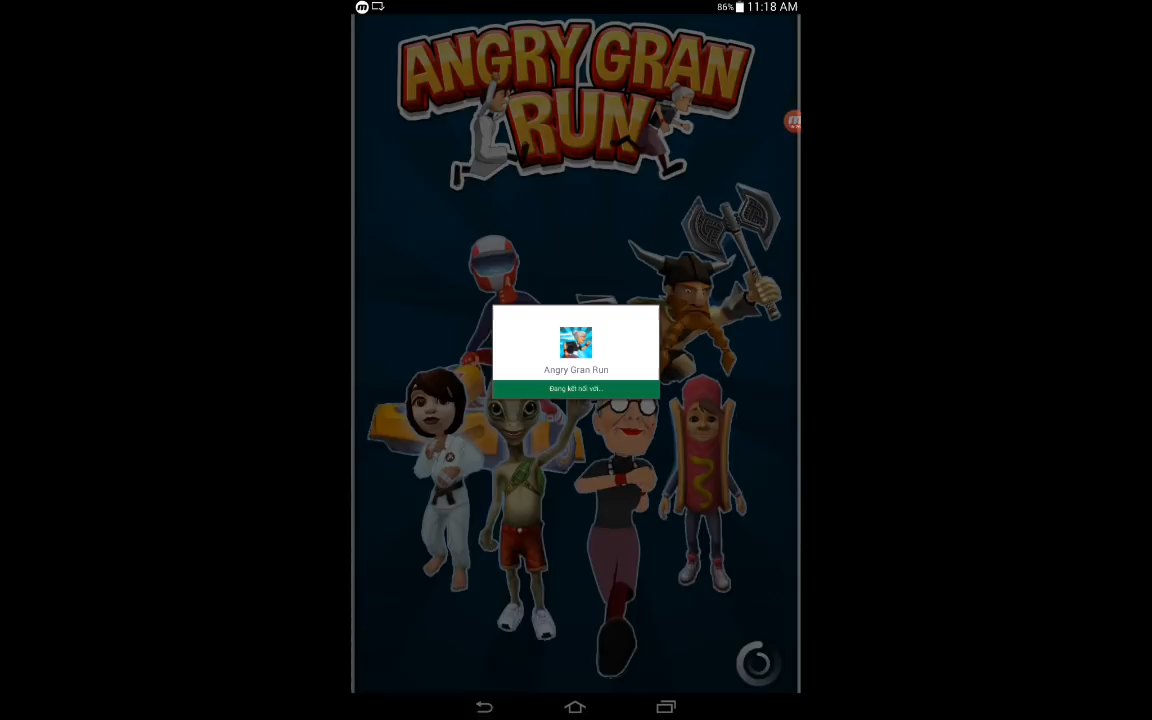 86% 11:18 AM
ANGRY GRAN
RUN
Angry Gran Run
Đang kết nối với...